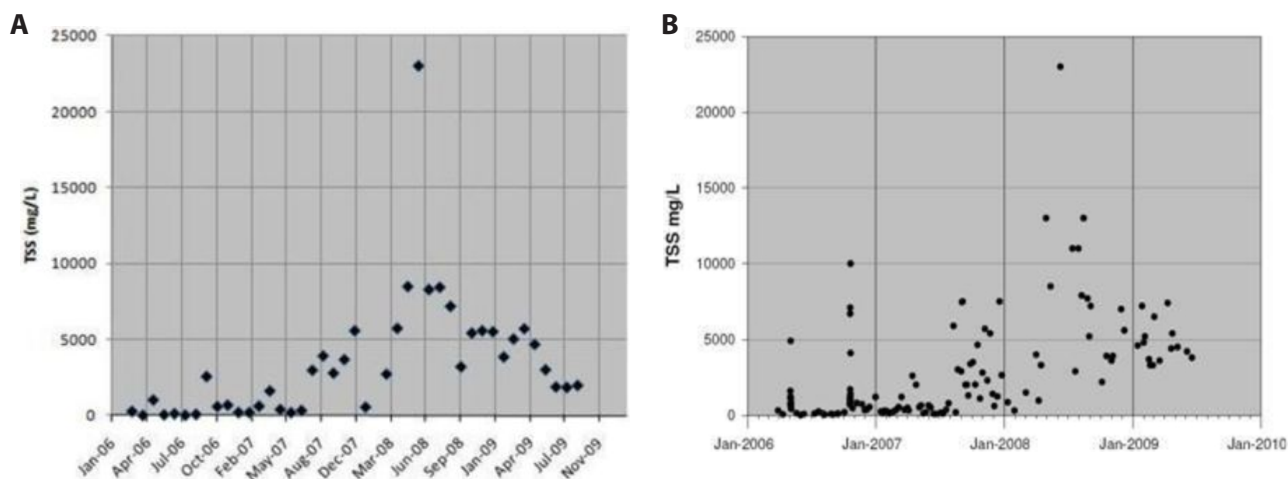 A
TSS (mg/L)
25000
20000
15000
10000
5000
0
Jan-06
Apr-06
Jul-06
Oct-06
Feb-07
May-07
Aug-07
Dec-07
Mar-08
Jun-08
Sep-08
Jan-09
Apr-09
Jul-09
Nov-09
B
TSS mg/L
25000
20000
15000
10000
5000
0
Jan-2006
Jan-2007
Jan-2008
Jan-2009
Jan-2010